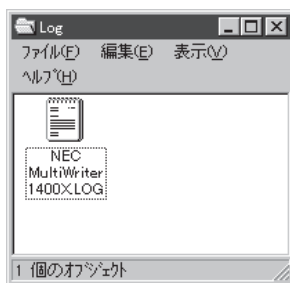 Log
ファイル(F) 編集(E) 表示(V)
ヘルプ(H)
NEC
MultiWriter
1400X.LOG
1 個のオブジェクト